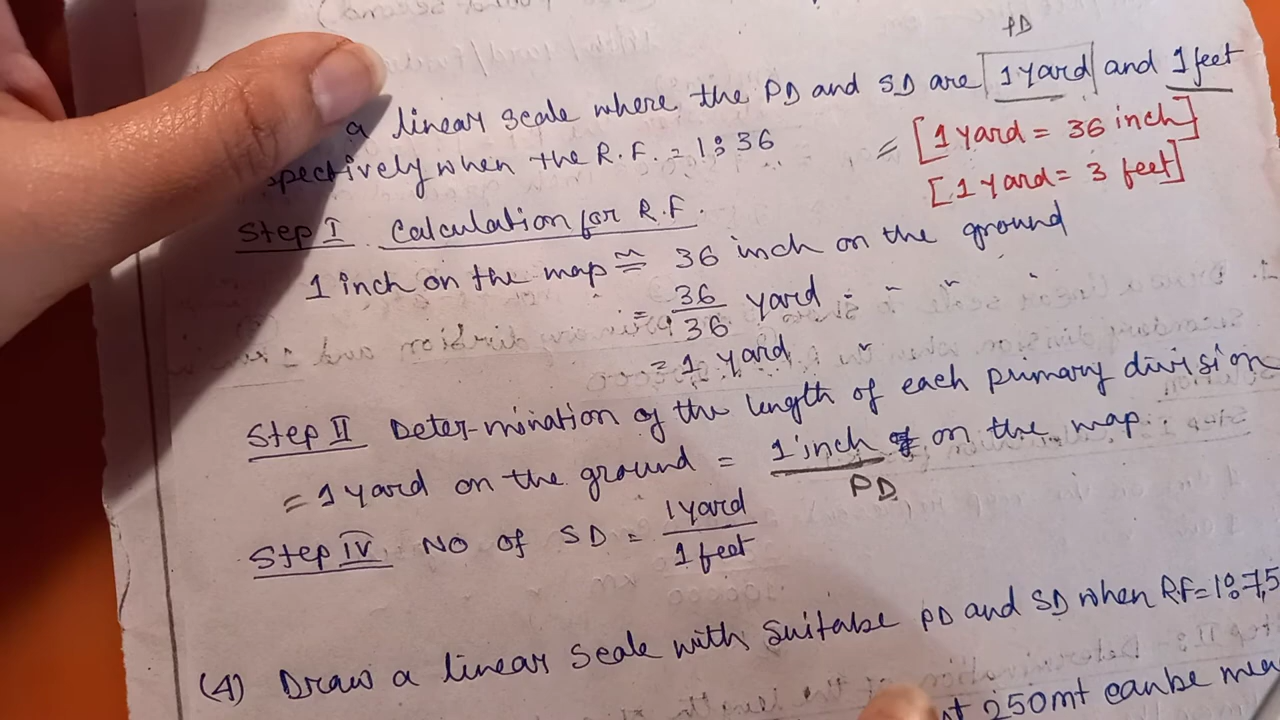 PD
a linear scale where the PD and SD are 1 yard and 1 feet
spectively when the R.F. = 1:36
= [1 yard = 36 inch]
[1 yard = 3 feet]
Step I Calculation for R.F.
1 inch on the map ≅ 36 inch on the ground
= 36/36 yard " " " "
= 1 yard "
Step II Deter-mination of the length of each primary division
= 1 yard on the ground = 1 inch on the map.
PD
Step IV NO of SD = 1 yard / 1 feet
(4) Draw a linear scale with suitabe PD and SD when R.F = 1:7,5
250mt canbe mea